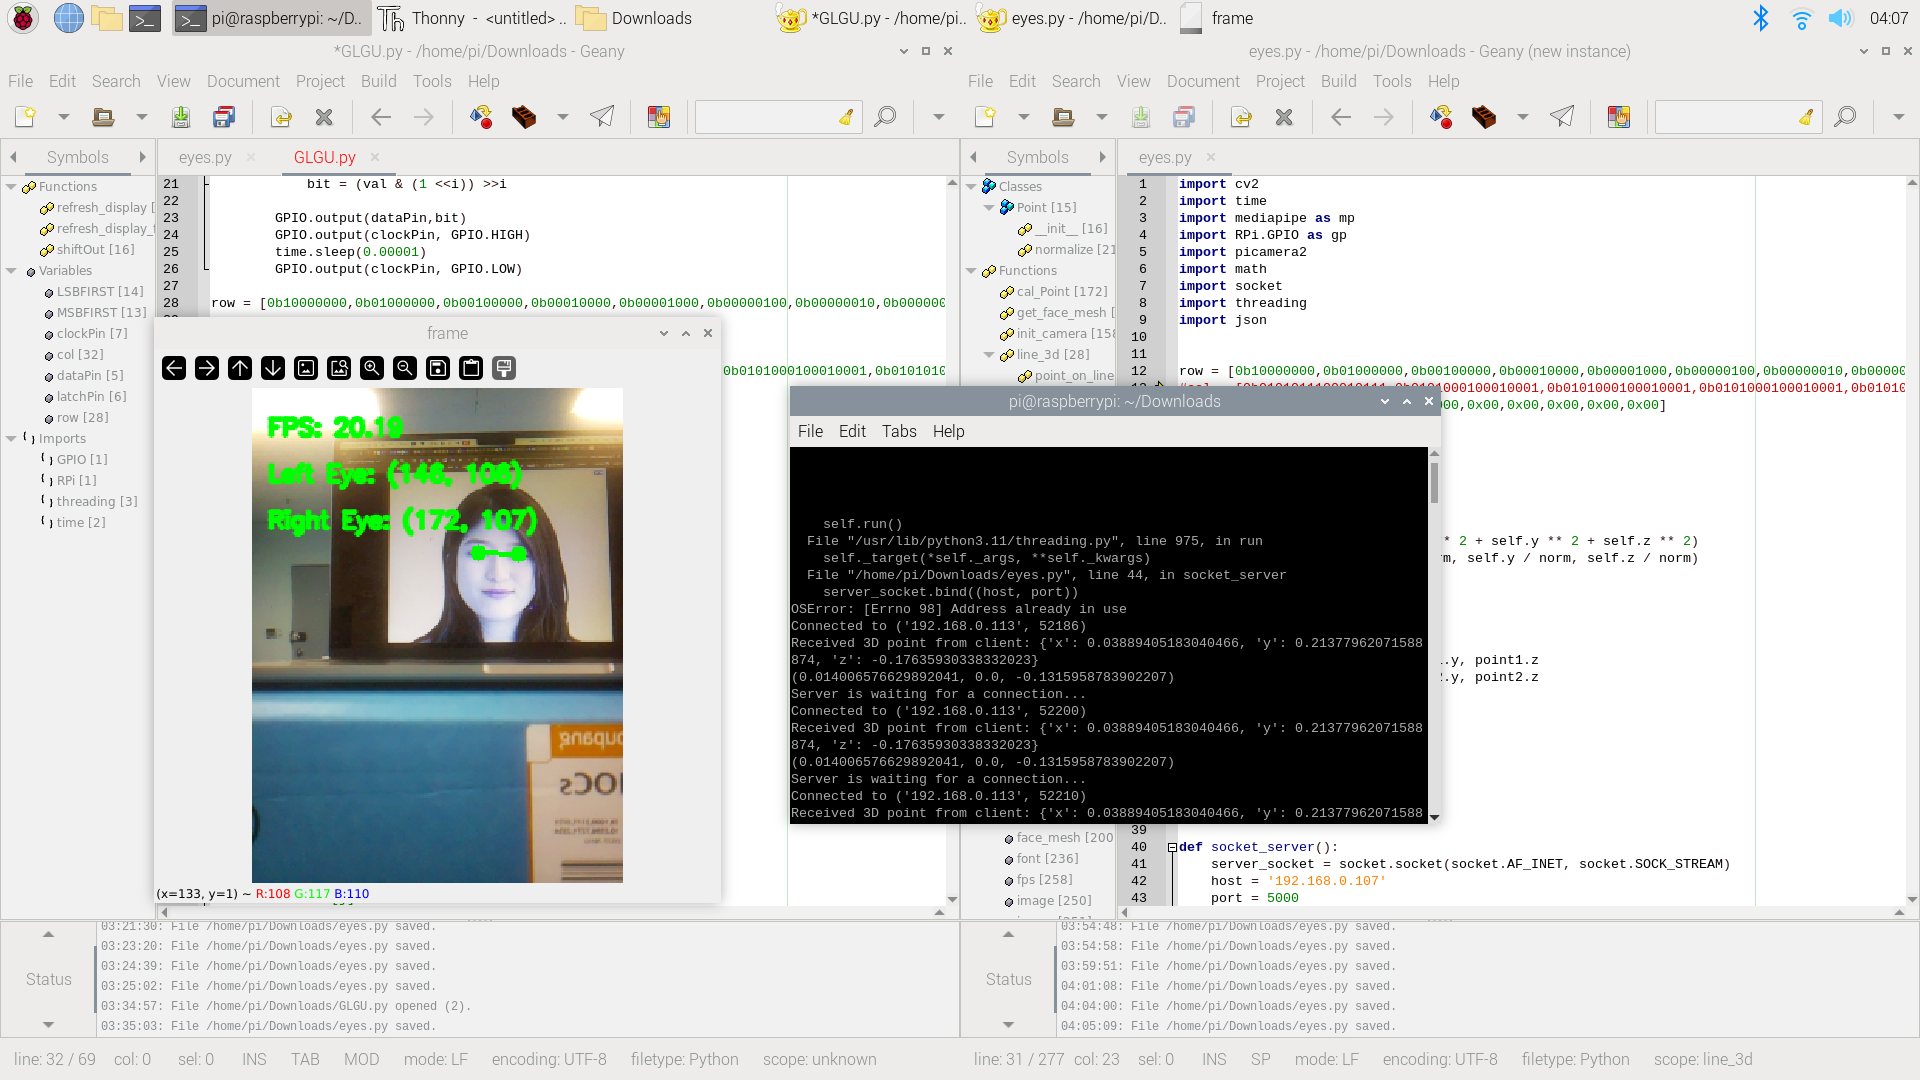 pi@raspberrypi: ~/D..
Thonny - <untitled> ..
Downloads
*GLGU.py - /home/pi..
eyes.py - /home/pi/D..
frame
04:07
*GLGU.py - /home/pi/Downloads - Geany
File Edit Search View Document Project Build Tools Help
Symbols
eyes.py
GLGU.py
Functions
refresh_display [
refresh_display_
shiftOut [16]
Variables
LSBFIRST [14]
MSBFIRST [13]
clockPin [7]
col [32]
dataPin [5]
latchPin [6]
row [28]
Imports
GPIO [1]
RPi [1]
threading [3]
time [2]
21 bit = (val & (1 <<i)) >>i
22
23 GPIO.output(dataPin,bit)
24 GPIO.output(clockPin, GPIO.HIGH)
25 time.sleep(0.00001)
26 GPIO.output(clockPin, GPIO.LOW)
27
28 row = [0b10000000,0b01000000,0b00100000,0b00010000,0b00001000,0b00000100,0b00000010,0b000000
0b0101000100010001,0b010101
frame
FPS: 20.19
Left Eye: (146, 106)
Right Eye: (172, 107)
(x=133, y=1) ~ R:108 G:117 B:110
03:21:30: File /home/pi/Downloads/eyes.py saved.
03:23:20: File /home/pi/Downloads/eyes.py saved.
03:24:39: File /home/pi/Downloads/eyes.py saved.
03:25:02: File /home/pi/Downloads/eyes.py saved.
03:34:57: File /home/pi/Downloads/GLGU.py opened (2).
03:35:03: File /home/pi/Downloads/eyes.py saved.
Status
line: 32 / 69 col: 0 sel: 0 INS TAB MOD mode: LF encoding: UTF-8 filetype: Python scope: unknown
eyes.py - /home/pi/Downloads - Geany (new instance)
File Edit Search View Document Project Build Tools Help
Symbols
eyes.py
Classes
Point [15]
__init__ [16]
normalize [21
Functions
cal_Point [172]
get_face_mesh [
init_camera [158
line_3d [28]
point_on_line
face_mesh [200
font [236]
fps [258]
image [250]
1 import cv2
2 import time
3 import mediapipe as mp
4 import RPi.GPIO as gp
5 import picamera2
6 import math
7 import socket
8 import threading
9 import json
10
11
12 row = [0b10000000,0b01000000,0b00100000,0b00010000,0b00001000,0b00000100,0b00000010,0b000000
00,0x00,0x00,0x00,0x00,0x00]
** 2 + self.y ** 2 + self.z ** 2)
m, self.y / norm, self.z / norm)
.y, point1.z
.y, point2.z
39
40 def socket_server():
41 server_socket = socket.socket(socket.AF_INET, socket.SOCK_STREAM)
42 host = '192.168.0.107'
43 port = 5000
pi@raspberrypi: ~/Downloads
File Edit Tabs Help
self.run()
File "/usr/lib/python3.11/threading.py", line 975, in run
self._target(*self._args, **self._kwargs)
File "/home/pi/Downloads/eyes.py", line 44, in socket_server
server_socket.bind((host, port))
OSError: [Errno 98] Address already in use
Connected to ('192.168.0.113', 52186)
Received 3D point from client: {'x': 0.03889405183040466, 'y': 0.21377962071588
874, 'z': -0.17635930338332023}
(0.014006576629892041, 0.0, -0.1315958783902207)
Server is waiting for a connection...
Connected to ('192.168.0.113', 52200)
Received 3D point from client: {'x': 0.03889405183040466, 'y': 0.21377962071588
874, 'z': -0.17635930338332023}
(0.014006576629892041, 0.0, -0.1315958783902207)
Server is waiting for a connection...
Connected to ('192.168.0.113', 52210)
Received 3D point from client: {'x': 0.03889405183040466, 'y': 0.21377962071588
03:54:48: File /home/pi/Downloads/eyes.py saved.
03:54:58: File /home/pi/Downloads/eyes.py saved.
03:59:51: File /home/pi/Downloads/eyes.py saved.
04:01:08: File /home/pi/Downloads/eyes.py saved.
04:04:00: File /home/pi/Downloads/eyes.py saved.
04:05:09: File /home/pi/Downloads/eyes.py saved.
Status
line: 31 / 277 col: 23 sel: 0 INS SP mode: LF encoding: UTF-8 filetype: Python scope: line_3d